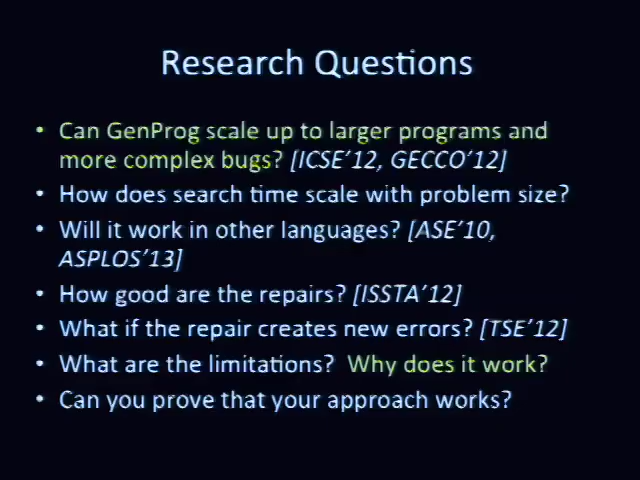 Research Questions
• Can GenProg scale up to larger programs and
more complex bugs? [ICSE'12, GECCO'12]
• How does search time scale with problem size?
• Will it work in other languages? [ASE'10,
ASPLOS'13]
• How good are the repairs? [ISSTA'12]
• What if the repair creates new errors? [TSE'12]
• What are the limitations? Why does it work?
• Can you prove that your approach works?